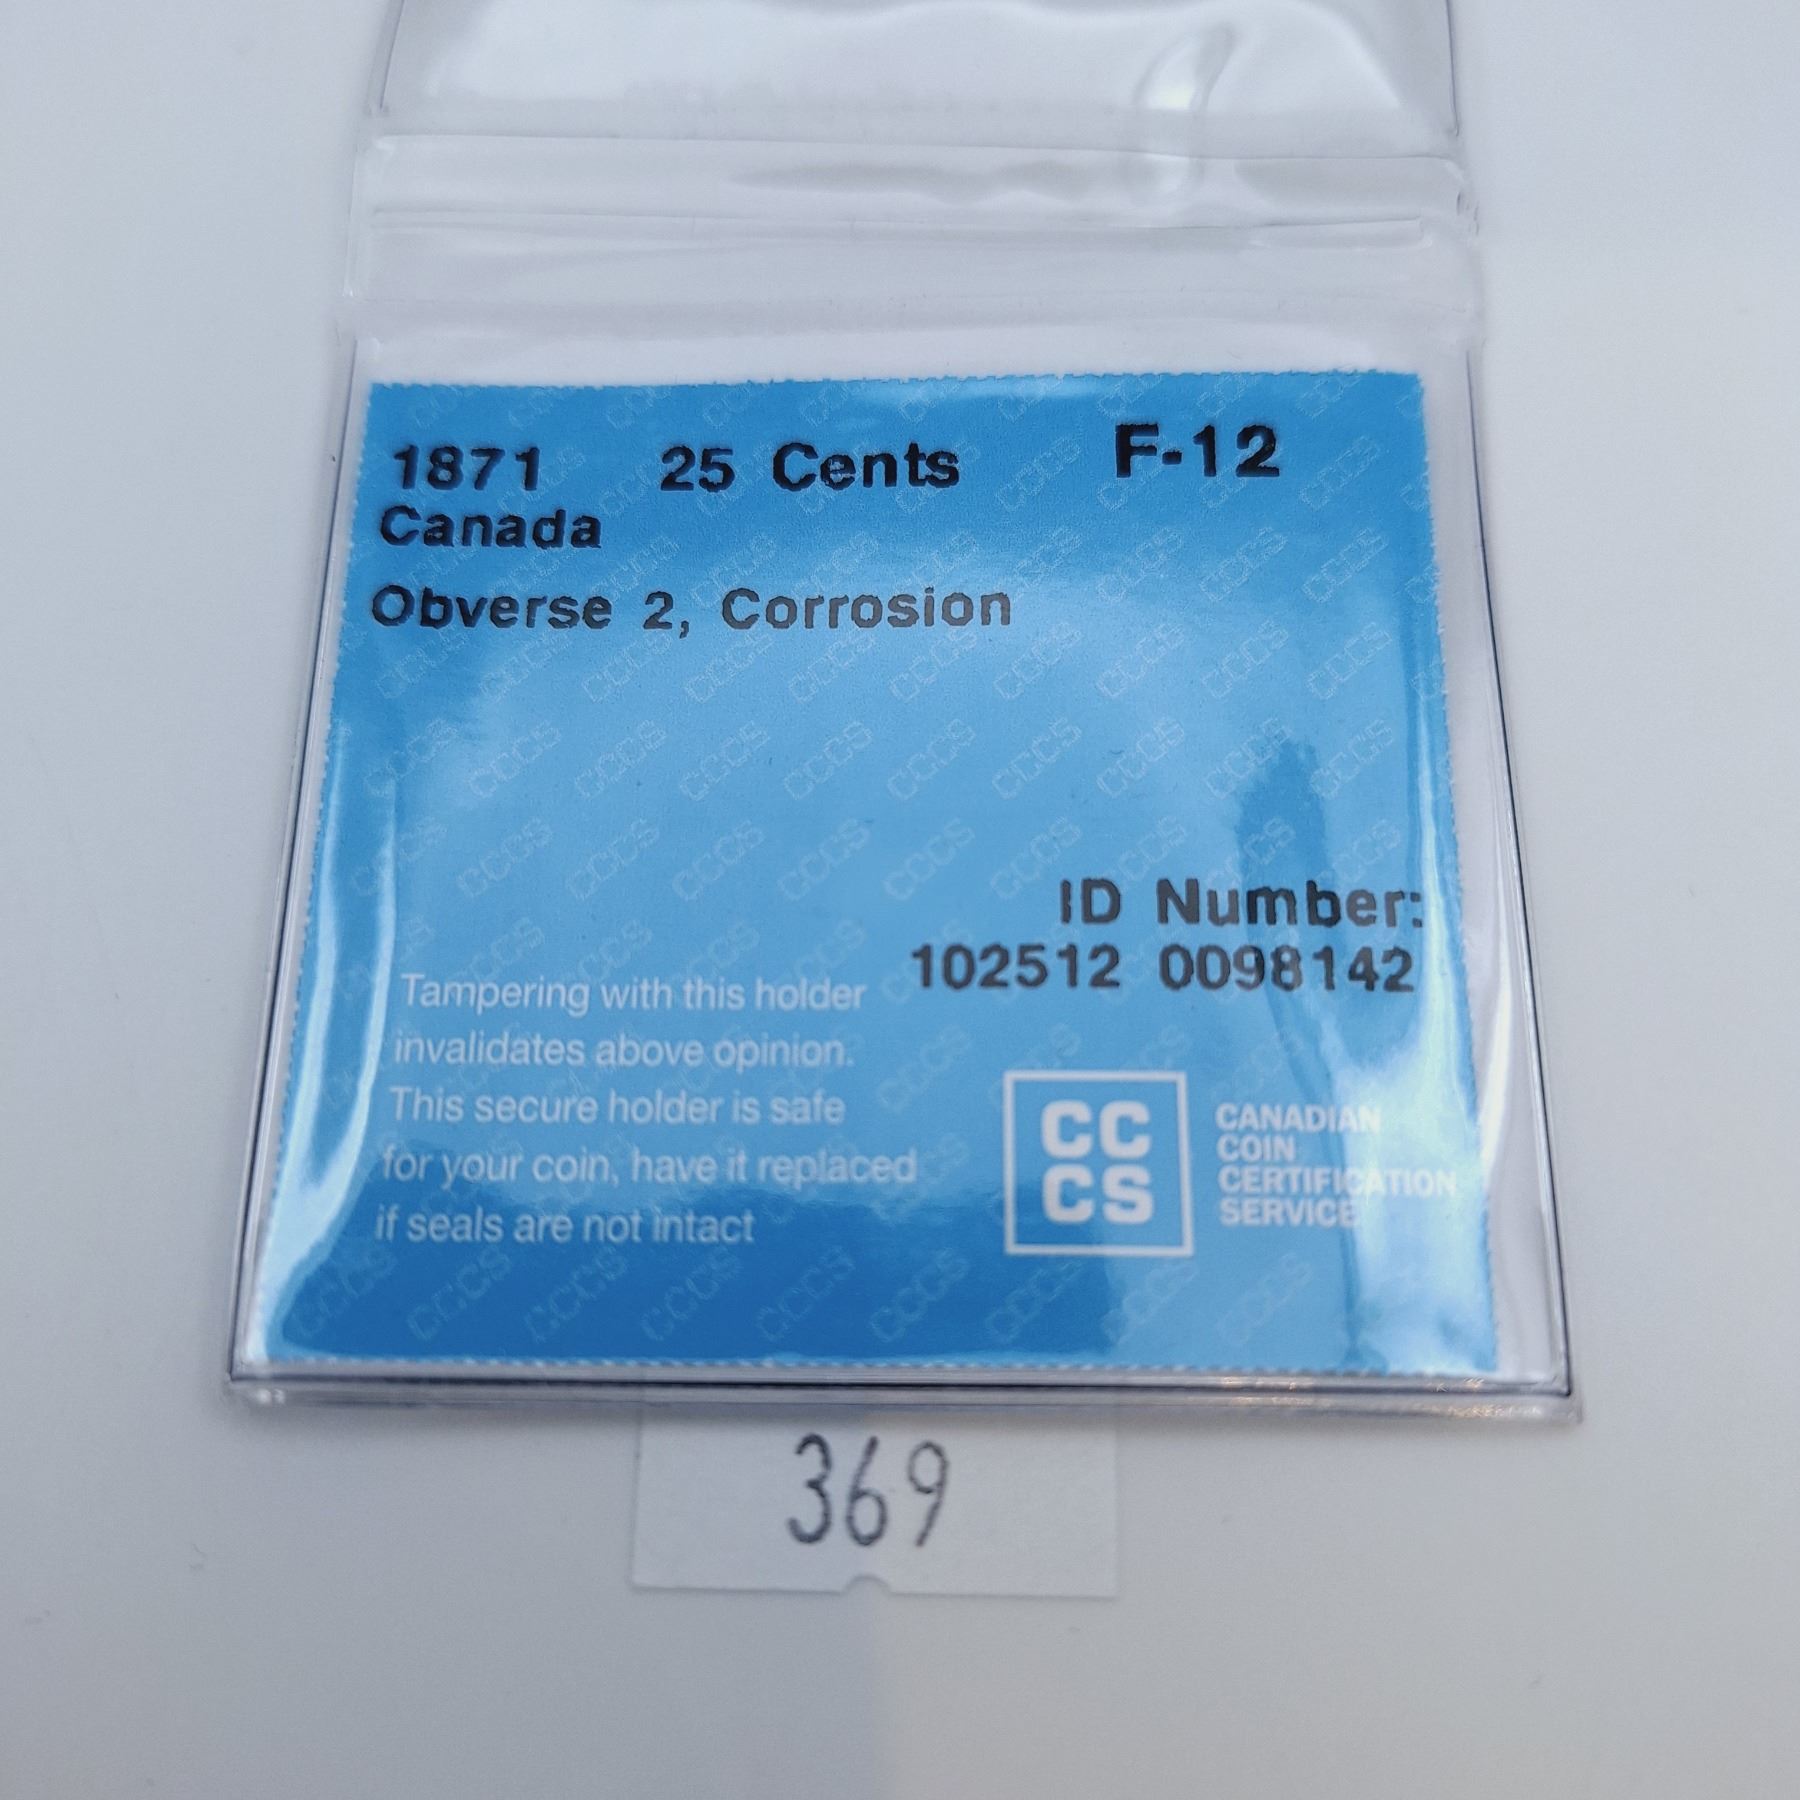 1871 25 Cents F-12
Canada
Obverse 2, Corrosion
ID Number:
102512 0098142
Tampering with this holder
invalidates above opinion.
This secure holder is safe
for your coin, have it replaced
if seals are not intact
CC
CS
CANADIAN
COIN
CERTIFICATION
SERVICE
369